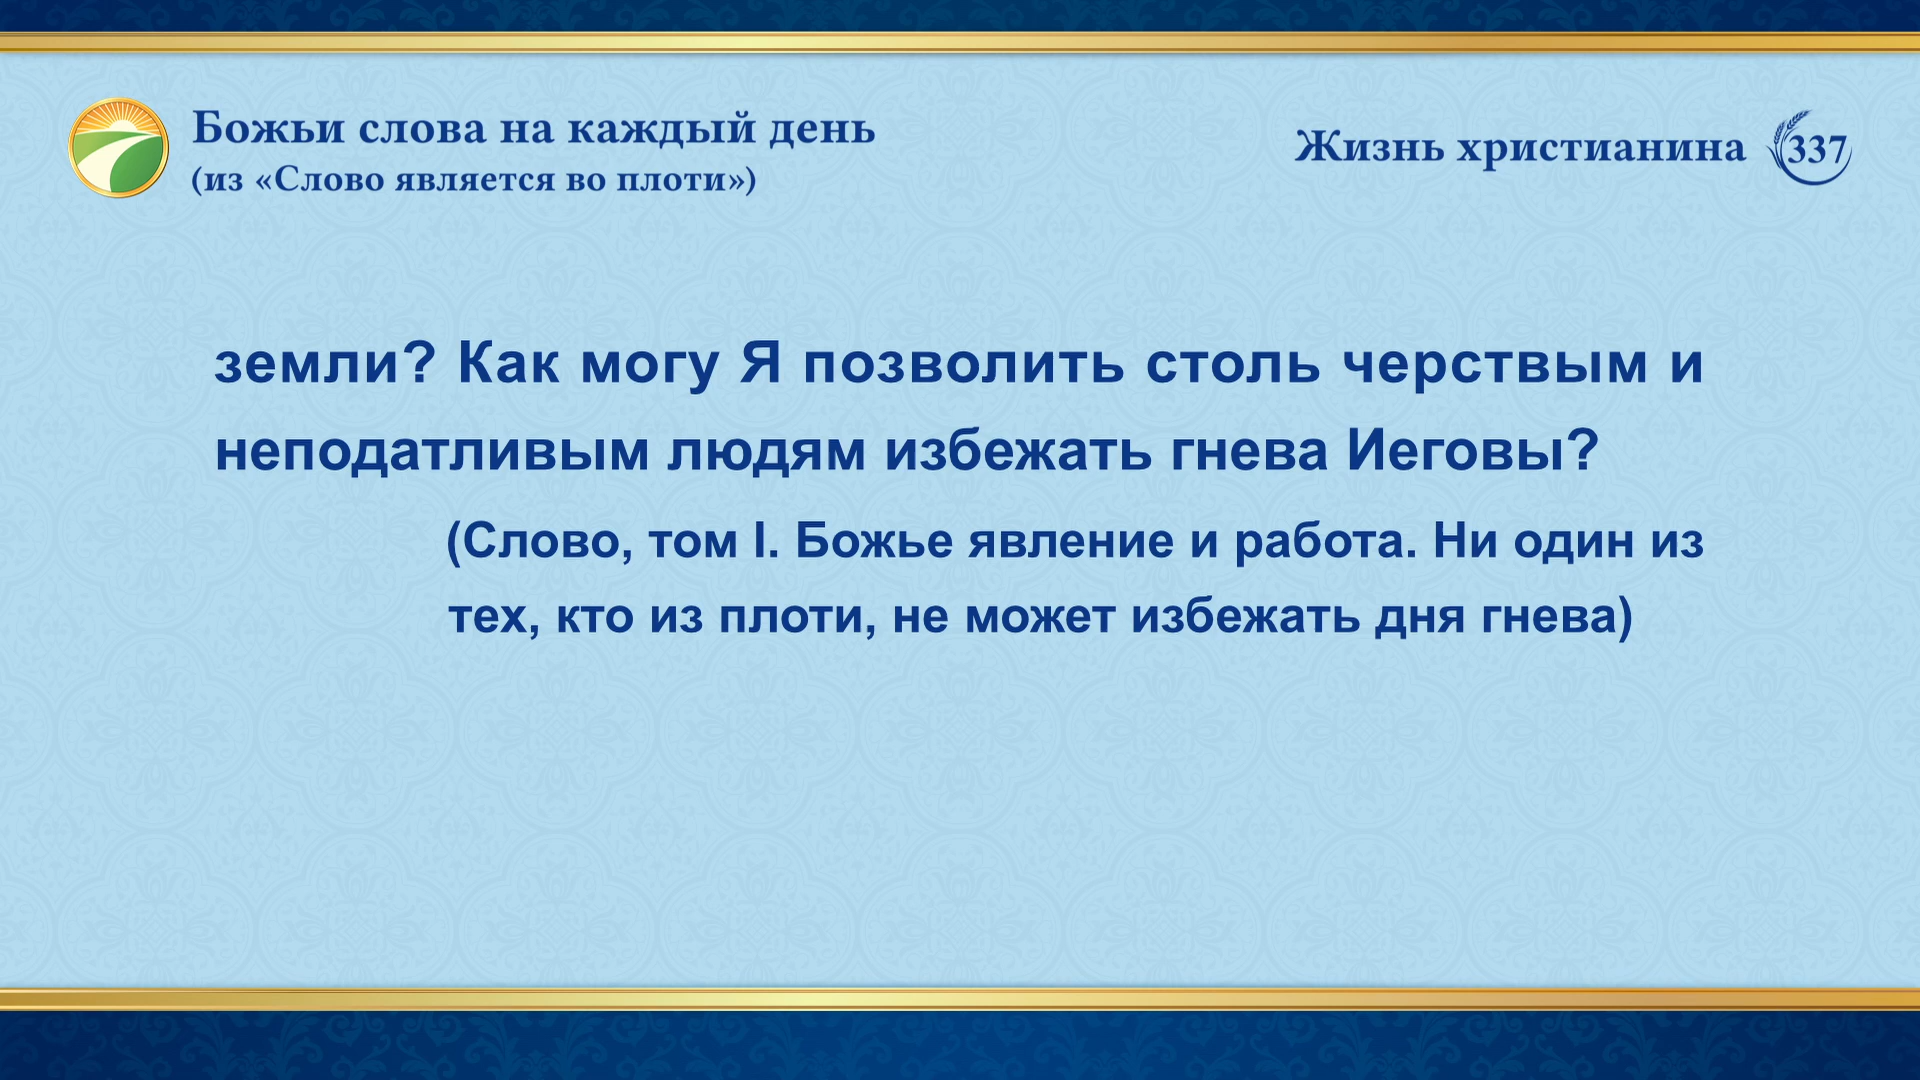 Божьи слова на каждый день
(из «Слово является во плоти»)
Жизнь христианина 337
земли? Как могу Я позволить столь черствым и
неподатливым людям избежать гнева Иеговы?
(Слово, том I. Божье явление и работа. Ни один из
тех, кто из плоти, не может избежать дня гнева)